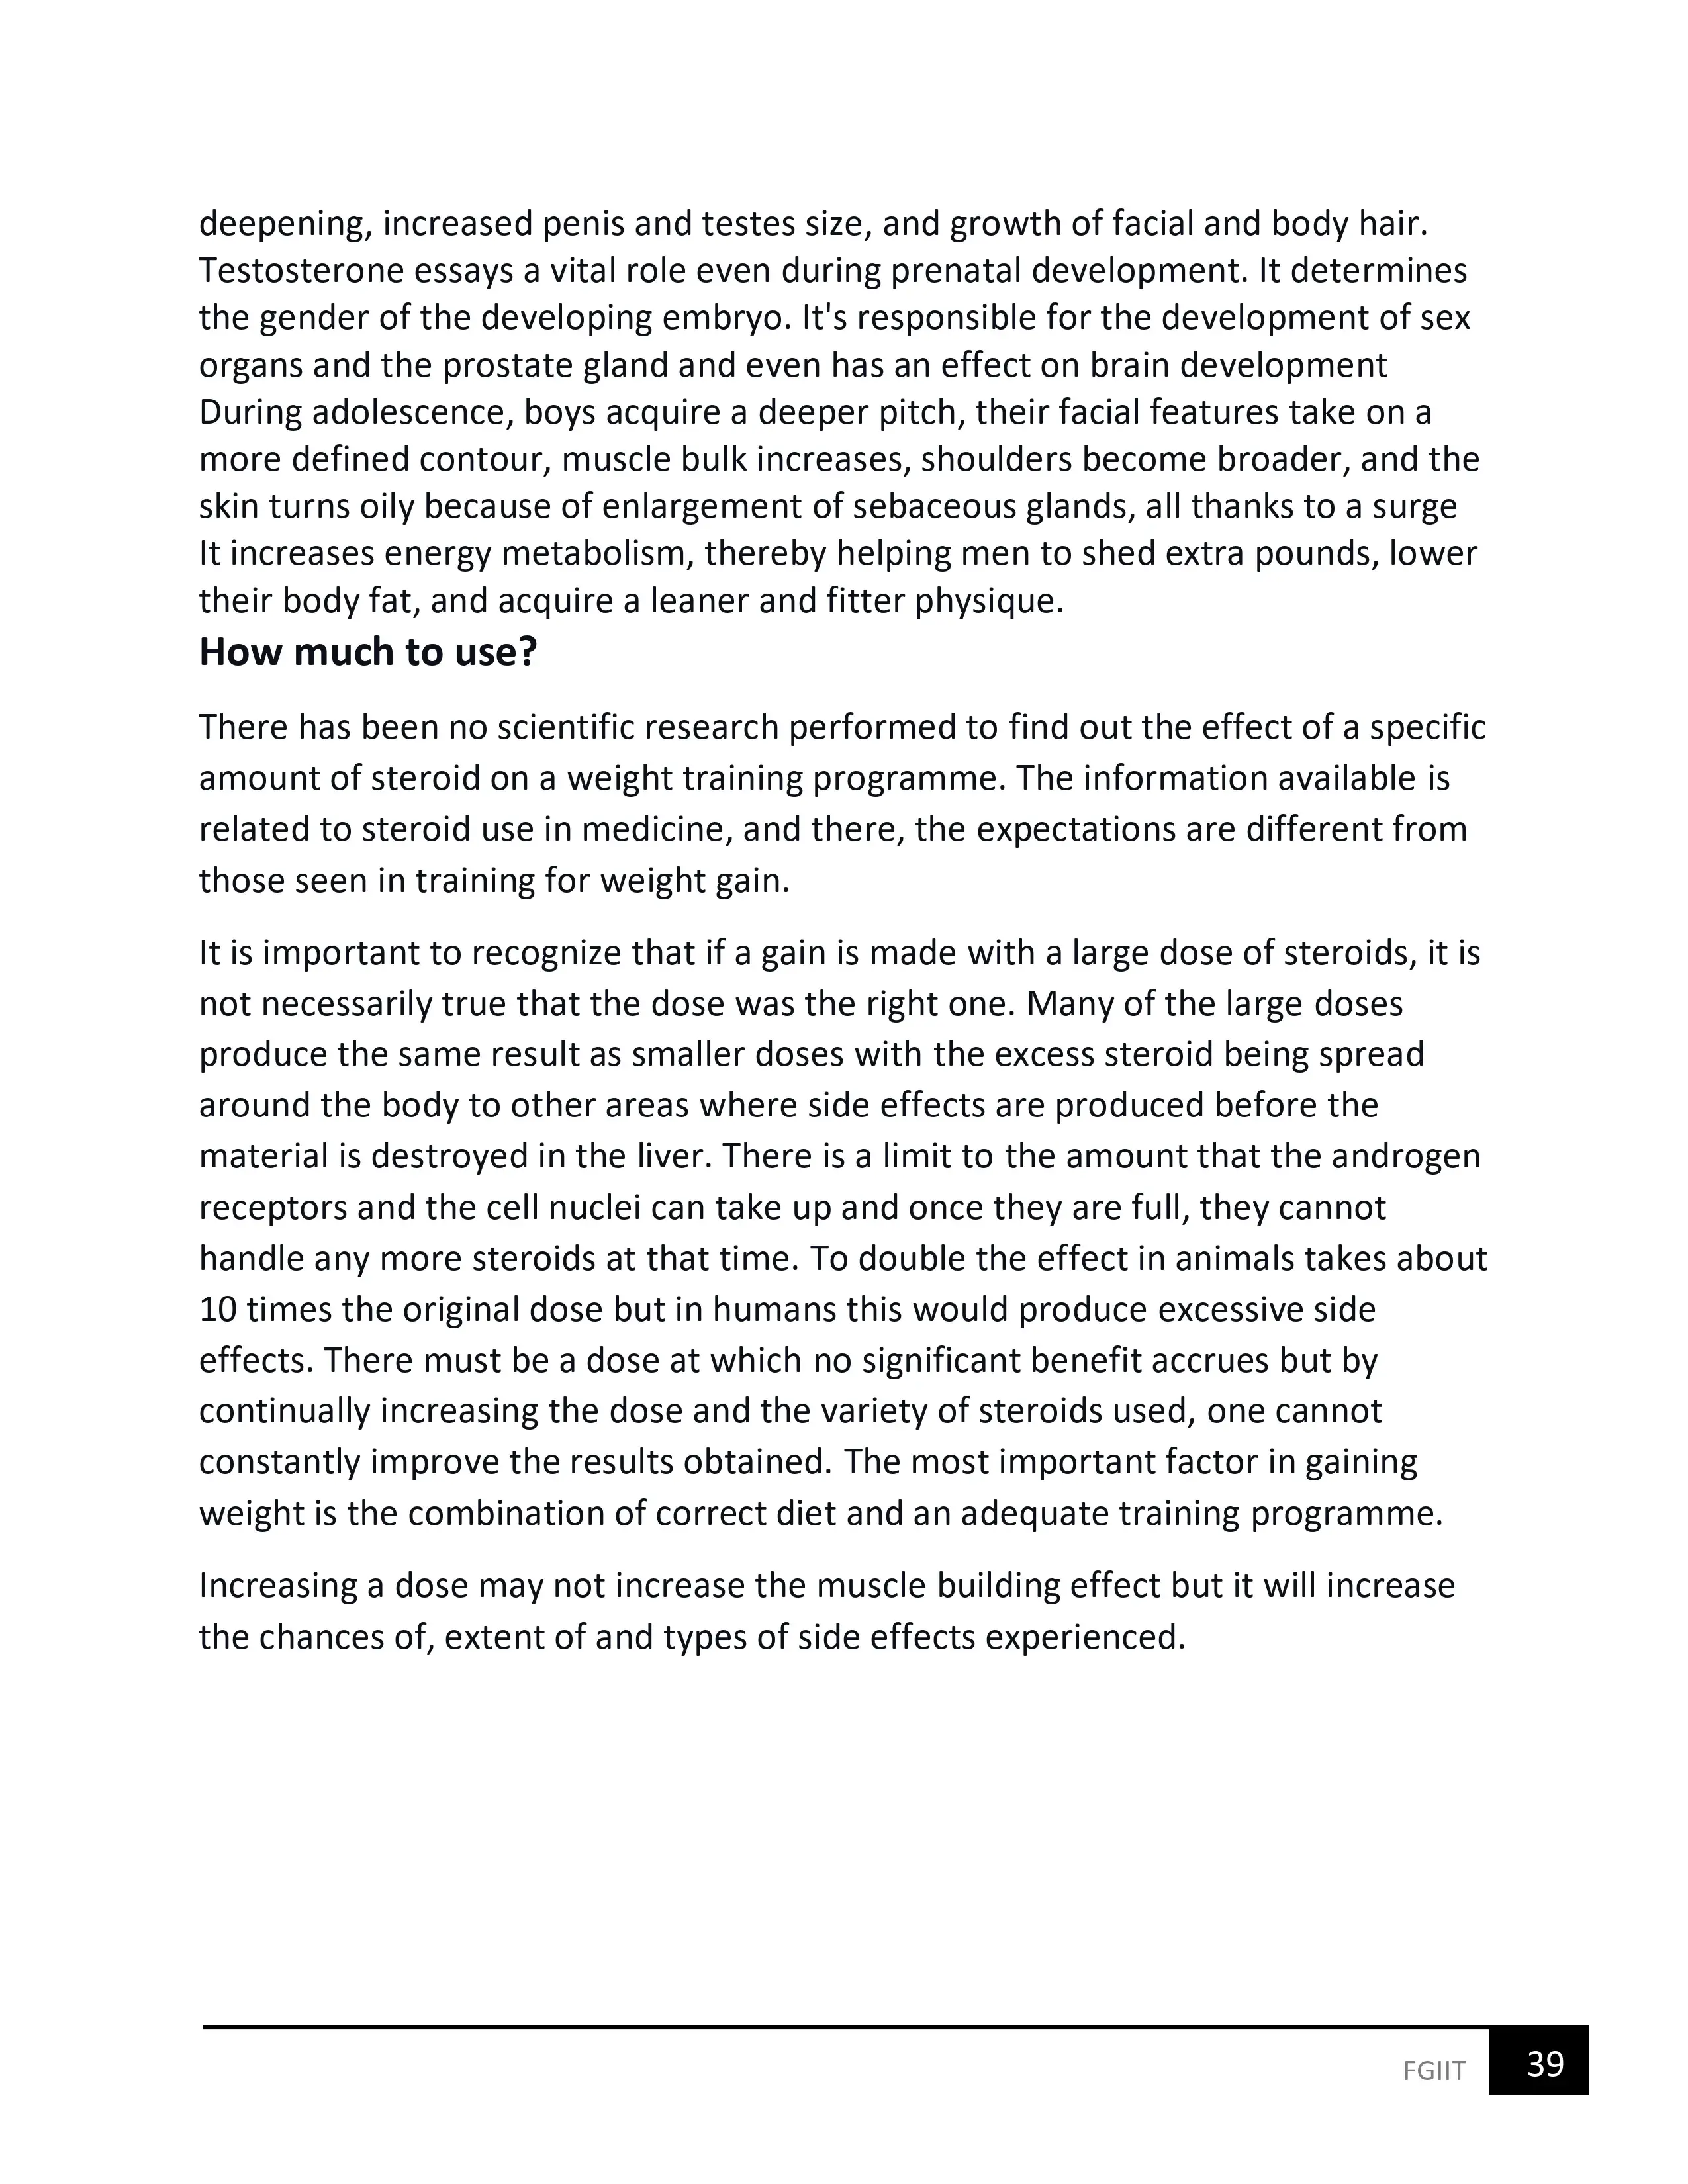 deepening, increased penis and testes size, and growth of facial and body hair.
Testosterone essays a vital role even during prenatal development. It determines
the gender of the developing embryo. It's responsible for the development of sex
organs and the prostate gland and even has an effect on brain development
During adolescence, boys acquire a deeper pitch, their facial features take on a
more defined contour, muscle bulk increases, shoulders become broader, and the
skin turns oily because of enlargement of sebaceous glands, all thanks to a surge
It increases energy metabolism, thereby helping men to shed extra pounds, lower
their body fat, and acquire a leaner and fitter physique.
How much to use?
There has been no scientific research performed to find out the effect of a specific
amount of steroid on a weight training programme. The information available is
related to steroid use in medicine, and there, the expectations are different from
those seen in training for weight gain.
It is important to recognize that if a gain is made with a large dose of steroids, it is
not necessarily true that the dose was the right one. Many of the large doses
produce the same result as smaller doses with the excess steroid being spread
around the body to other areas where side effects are produced before the
material is destroyed in the liver. There is a limit to the amount that the androgen
receptors and the cell nuclei can take up and once they are full, they cannot
handle any more steroids at that time. To double the effect in animals takes about
10 times the original dose but in humans this would produce excessive side
effects. There must be a dose at which no significant benefit accrues but by
continually increasing the dose and the variety of steroids used, one cannot
constantly improve the results obtained. The most important factor in gaining
weight is the combination of correct diet and an adequate training programme.
Increasing a dose may not increase the muscle building effect but it will increase
the chances of, extent of and types of side effects experienced.
FGIIT 39